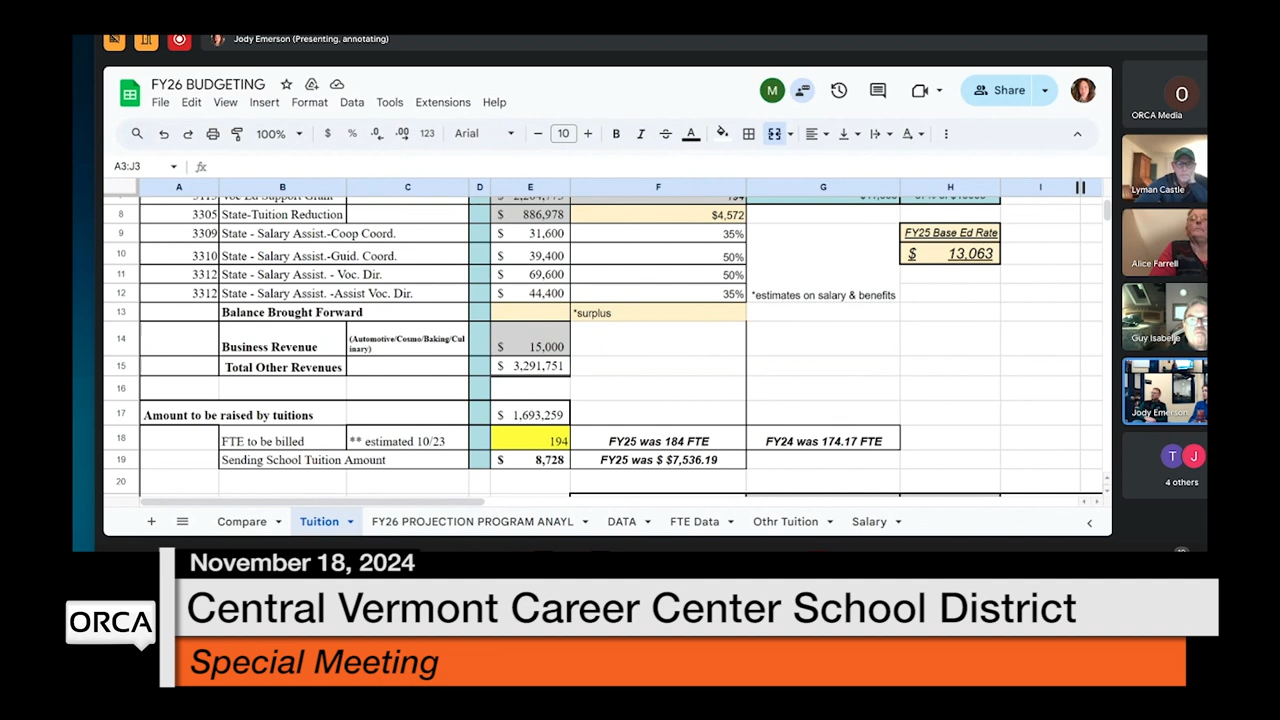 Jody Emerson (Presenting, annotating)
FY26 BUDGETING
File Edit View Insert Format Data Tools Extensions Help
M
Share
100% $ % .0 .00 123 Arial 10 B I A
A3:J3 fx
A B C D E F G H I
8 3305 State-Tuition Reduction $ 886,978 $4,572
9 3309 State - Salary Assist.-Coop Coord. $ 31,600 35% FY25 Base Ed Rate
10 3310 State - Salary Assist.-Guid. Coord. $ 39,400 50% $ 13,063
11 3312 State - Salary Assist. - Voc. Dir. $ 69,600 50%
12 3312 State - Salary Assist. -Assist Voc. Dir. $ 44,400 35% *estimates on salary & benefits
13 Balance Brought Forward *surplus
14 Business Revenue (Automotive/Cosmo/Baking/Culinary) $ 15,000
15 Total Other Revenues $ 3,291,751
16
17 Amount to be raised by tuitions $ 1,693,259
18 FTE to be billed ** estimated 10/23 194 FY25 was 184 FTE FY24 was 174.17 FTE
19 Sending School Tuition Amount $ 8,728 FY25 was $ $7,536.19
20
+ Compare Tuition FY26 PROJECTION PROGRAM ANAYL DATA FTE Data Othr Tuition Salary
O
ORCA Media
Lyman Castle
Alice Farrell
Guy Isabelle
Jody Emerson
T J
4 others
November 18, 2024
ORCA
Central Vermont Career Center School District
Special Meeting